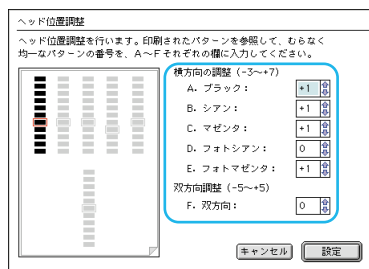 ヘッド位置調整
ヘッド位置調整を行います。印刷されたパターンを参照して、むらなく
均一なパターンの番号を、A～Fそれぞれの欄に入力してください。
横方向の調整（-3～+7）
A. ブラック： +1
B. シアン： +1
C. マゼンタ： +1
D. フォトシアン： 0
E. フォトマゼンタ： +1
双方向調整（-5～+5）
F. 双方向： 0
キャンセル 設定